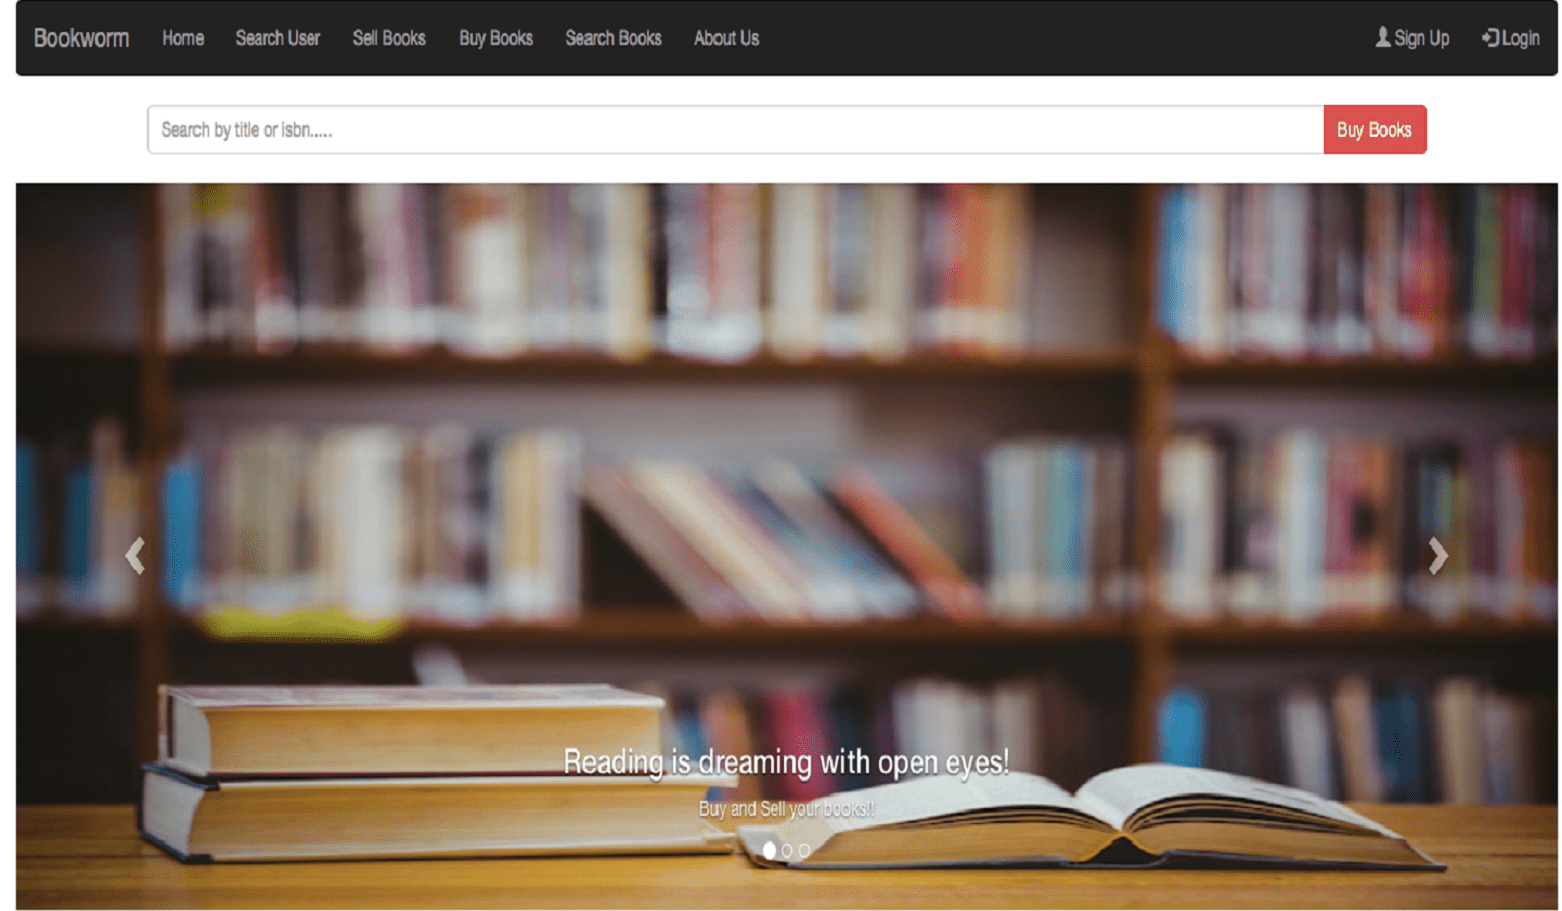 Bookworm Home Search User Sell Books Buy Books Search Books About Us Sign Up Login
Search by title or isbn..... Buy Books
Reading is dreaming with open eyes!
Buy and Sell your books!!